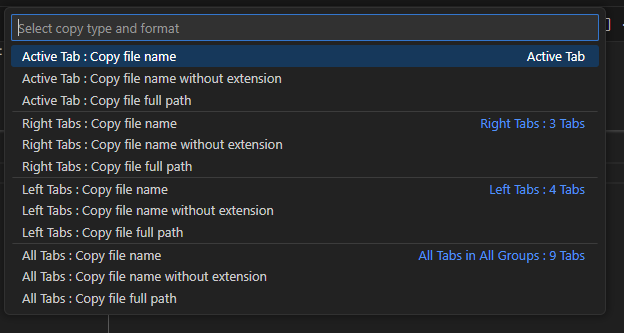 Select copy type and format
Active Tab : Copy file name Active Tab
Active Tab : Copy file name without extension
Active Tab : Copy file full path
Right Tabs : Copy file name Right Tabs : 3 Tabs
Right Tabs : Copy file name without extension
Right Tabs : Copy file full path
Left Tabs : Copy file name Left Tabs : 4 Tabs
Left Tabs : Copy file name without extension
Left Tabs : Copy file full path
All Tabs : Copy file name All Tabs in All Groups : 9 Tabs
All Tabs : Copy file name without extension
All Tabs : Copy file full path